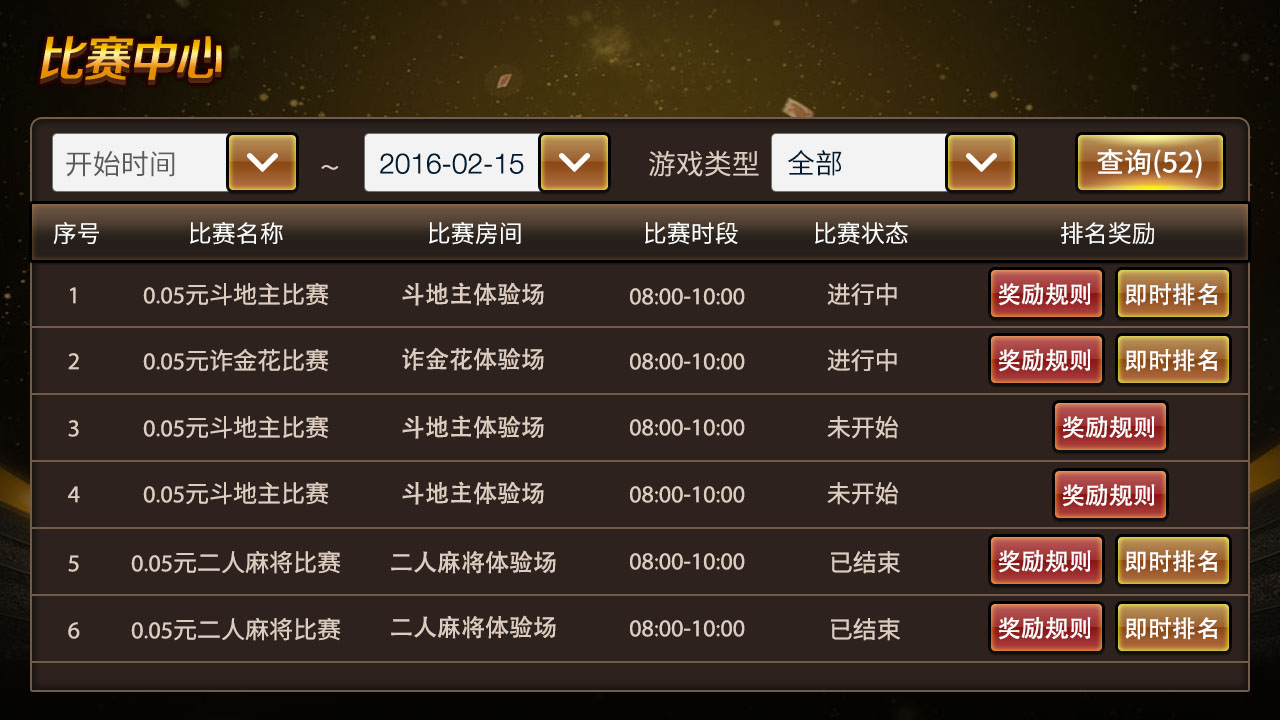 比赛中心
开始时间 ~ 2016-02-15 游戏类型 全部 查询(52)
序号 比赛名称 比赛房间 比赛时段 比赛状态 排名奖励
1 0.05元斗地主比赛 斗地主体验场 08:00-10:00 进行中 奖励规则 即时排名
2 0.05元诈金花比赛 诈金花体验场 08:00-10:00 进行中 奖励规则 即时排名
3 0.05元斗地主比赛 斗地主体验场 08:00-10:00 未开始 奖励规则
4 0.05元斗地主比赛 斗地主体验场 08:00-10:00 未开始 奖励规则
5 0.05元二人麻将比赛 二人麻将体验场 08:00-10:00 已结束 奖励规则 即时排名
6 0.05元二人麻将比赛 二人麻将体验场 08:00-10:00 已结束 奖励规则 即时排名